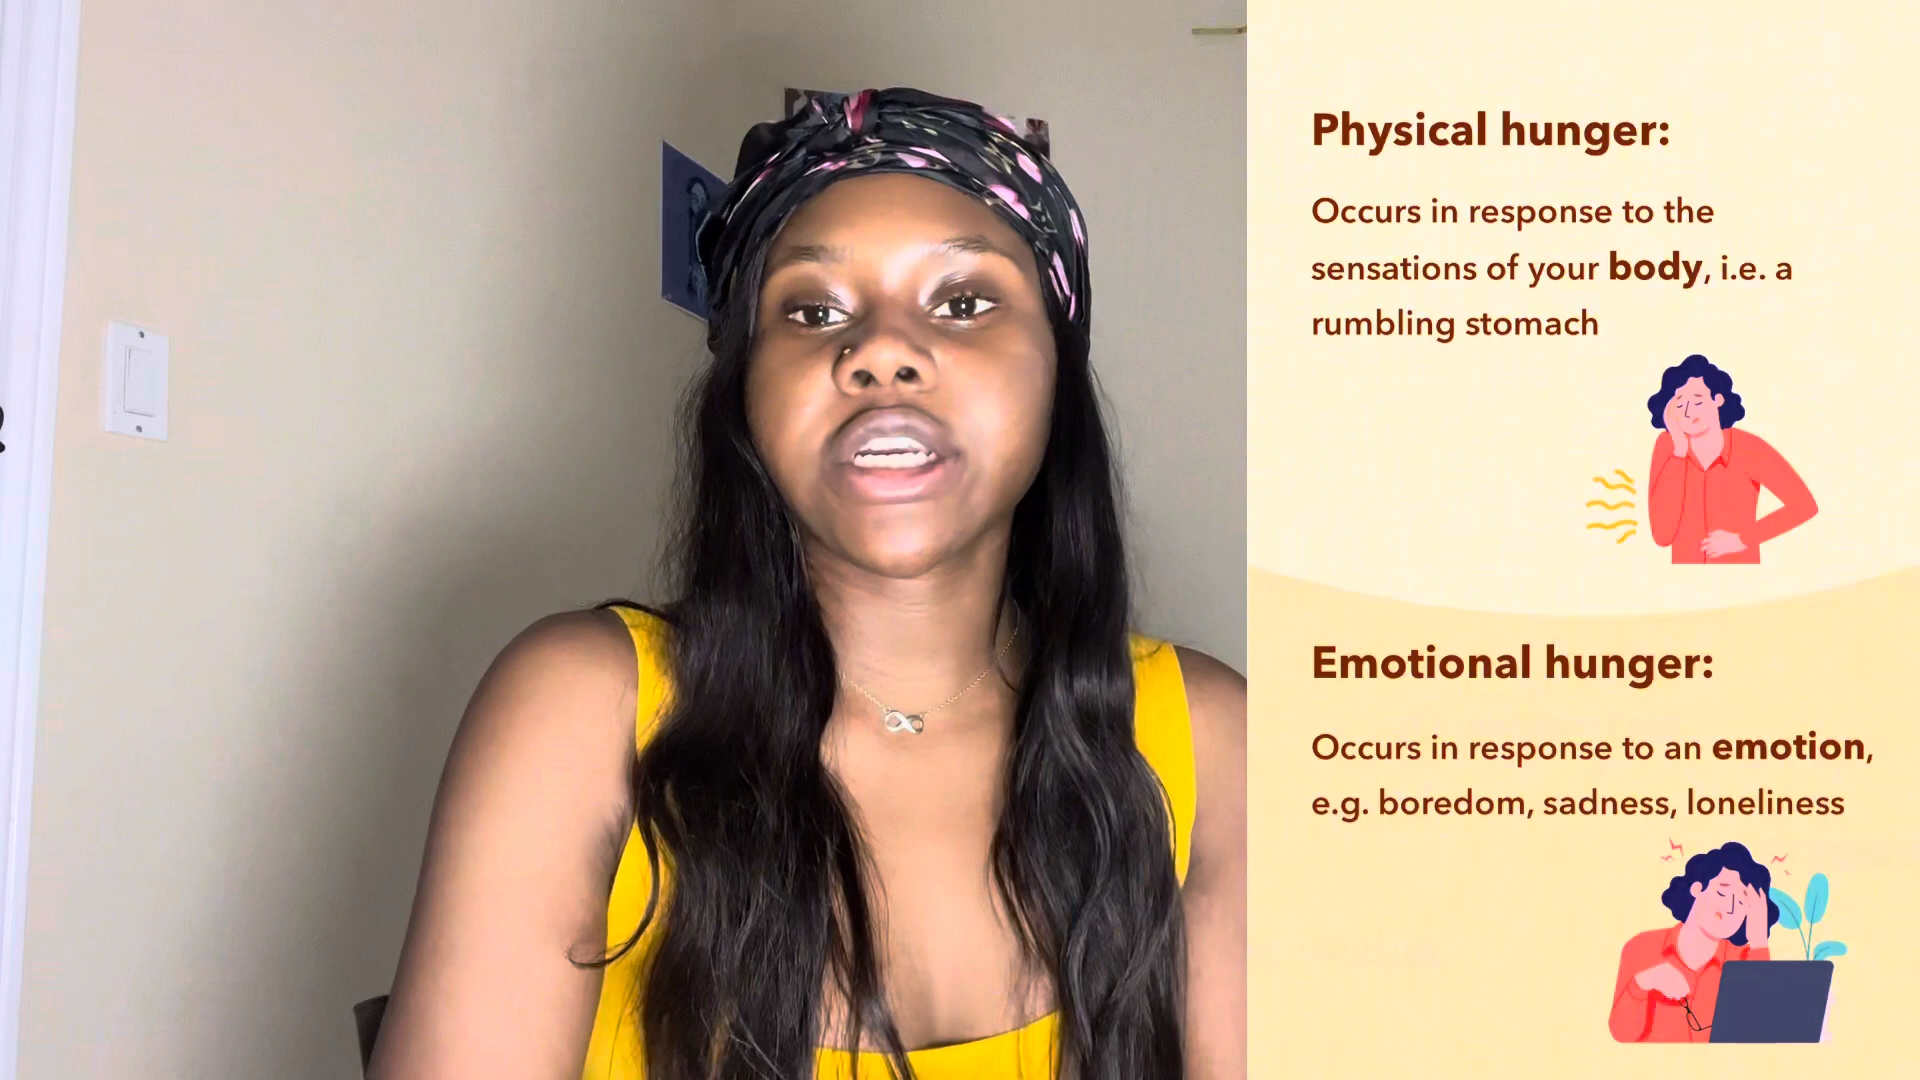 Physical hunger:
Occurs in response to the
sensations of your body, i.e. a
rumbling stomach
Emotional hunger:
Occurs in response to an emotion,
e.g. boredom, sadness, loneliness